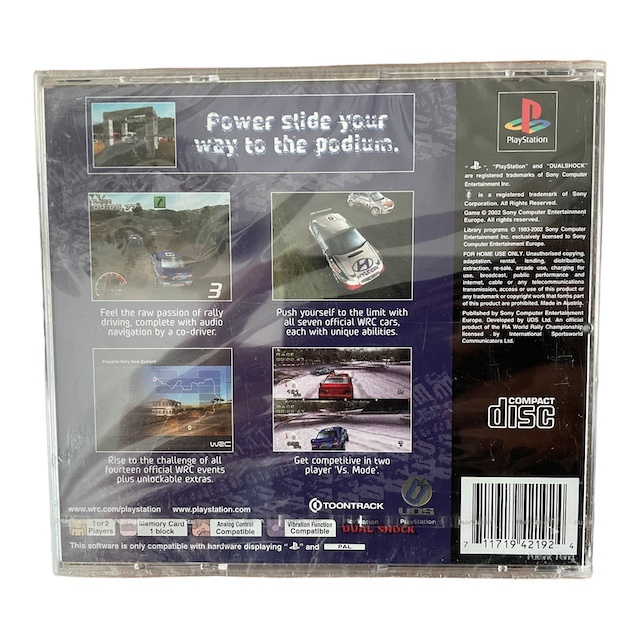 Power slide your
way to the podium.
PlayStation
"PlayStation" and "DUALSHOCK"
are registered trademarks of Sony Computer
Entertainment Inc.
is a registered trademark of Sony
Corporation. All Rights Reserved.
Game © 2002 Sony Computer Entertainment
Europe. All rights reserved.
Library programs © 1993-2002 Sony Computer
Entertainment Inc. exclusively licensed to Sony
Computer Entertainment Europe.
FOR HOME USE ONLY. Unauthorised copying,
adaptation, rental, lending, distribution,
extraction, re-sale, arcade use, charging for
use, broadcast, public performance and
internet, cable or any telecommunications
transmission, access or use of this product or
any trademark or copyright work that forms part
of this product are prohibited.
Published by Sony Computer Entertainment
Europe. Developed by UDS Ltd. An official
product of the FIA World Rally Championship
licensed by International Sportsworld
Communicators Ltd.
3
HYUNDAI
Feel the raw passion of rally
driving, complete with audio
navigation by a co-driver.
Push yourself to the limit with
all seven official WRC cars,
each with unique abilities.
Propecia Rally New Zealand
WRC
RACE
RACE
Rise to the challenge of all
fourteen official WRC events
plus unlockable extras.
Get competitive in two
player 'Vs. Mode'.
COMPACT
disc
www.wrc.com/playstation www.playstation.com
TOONTRACK
UDS
1 or 2
Players
Memory Card
1 block
Analog Control
Compatible
Vibration Function
Compatible
DUAL SHOCK
PlayStation
This software is only compatible with hardware displaying " " and PAL
7 11719 42192 4